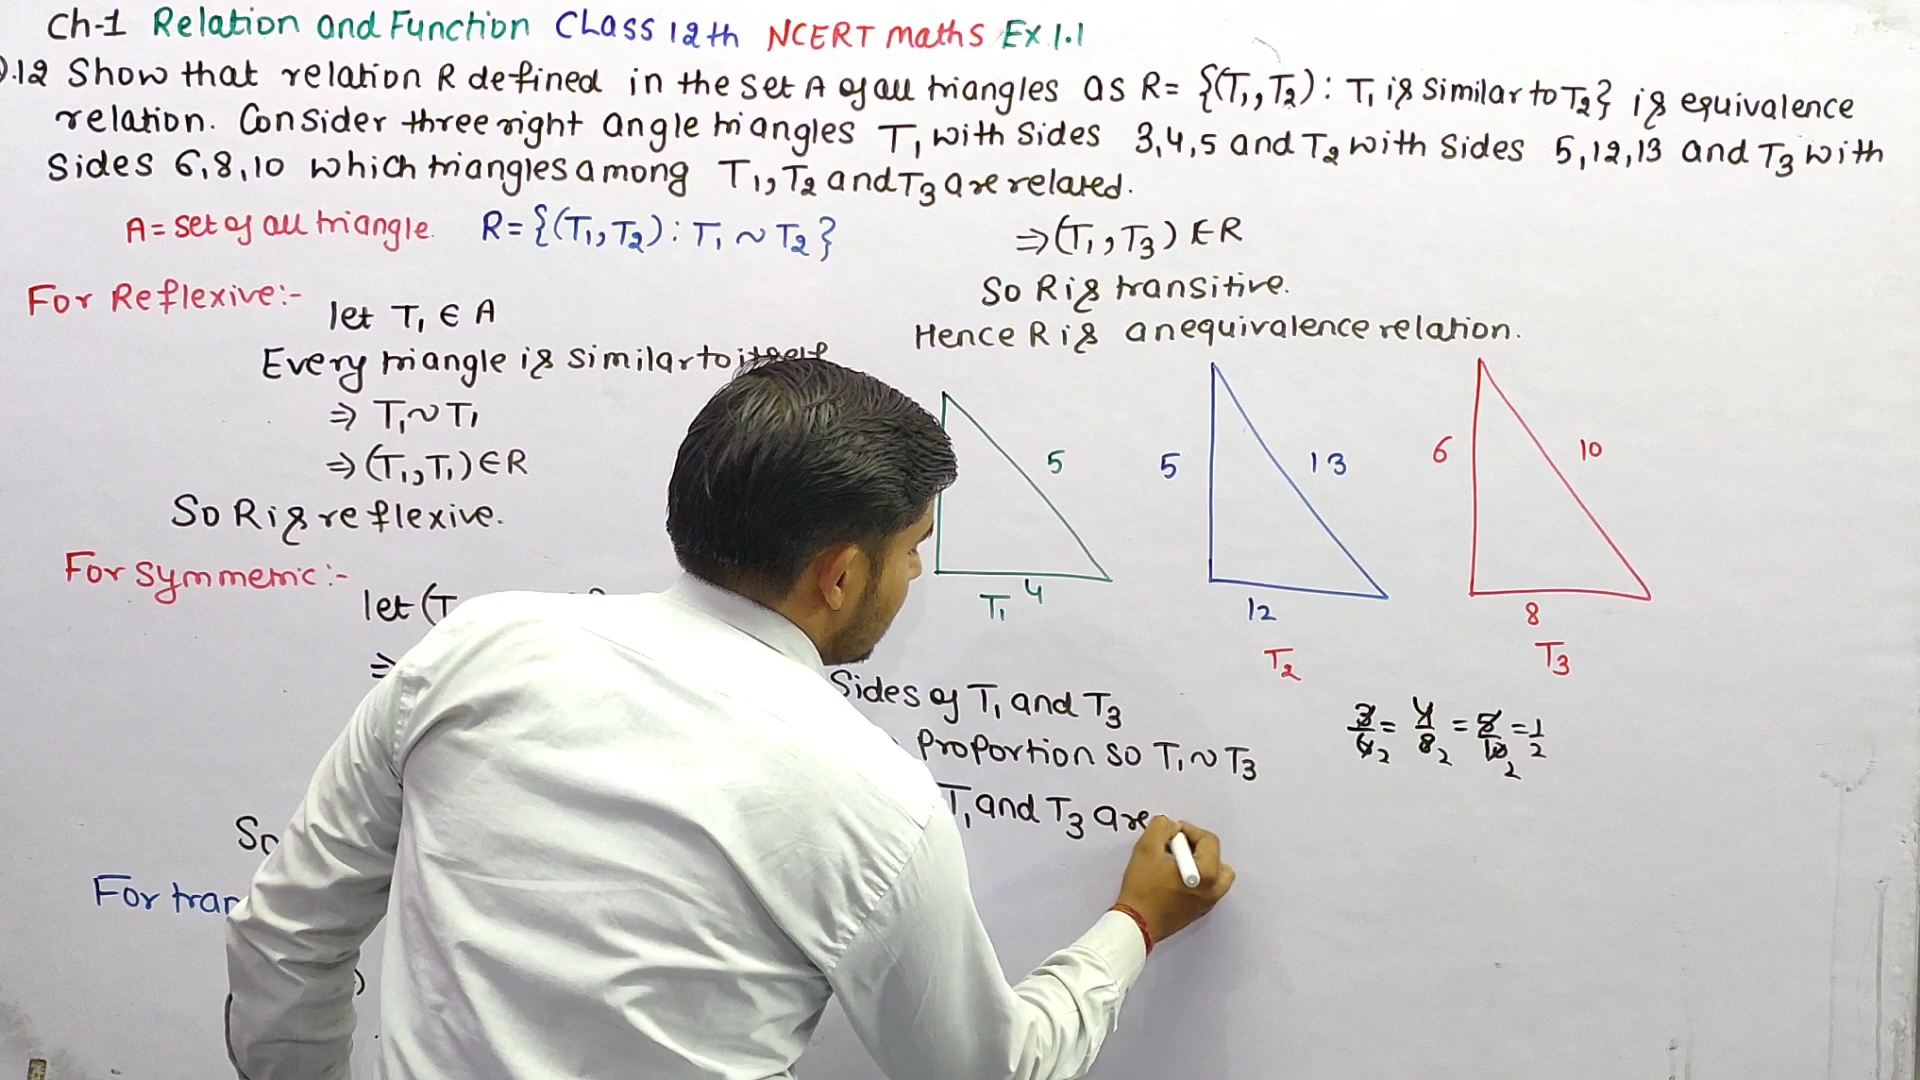 Ch-1 Relation and Function Class 12th NCERT maths Ex 1.1
.12 Show that relation R defined in the set A of all triangles as R= {(T₁,T₂): T₁ is similar to T₂} is equivalence
relation. Consider three right angle triangles T₁ with sides 3,4,5 and T₂ with sides 5,12,13 and T₃ with
sides 6,8,10 which triangles among T₁,T₂ and T₃ are related.
A = set of all triangle. R={(T₁,T₂): T₁ ~ T₂}
For Reflexive:-
let T₁ ∈ A
Every triangle is similar to itself
⇒ T₁~T₁
⇒(T₁,T₁)∈R
So R is reflexive.
For symmetric:-
let (T
⇒
So
For tran
)
⇒(T₁,T₃) ∈R
So R is transitive.
Hence R is an equivalence relation.
5
4
T₁
5
13
12
T₂
6
10
8
T₃
Sides of T₁ and T₃
Proportion so T₁~T₃
T₁ and T₃ are
3/6 2 = 4/8 2 = 5/10 2 = 1/2